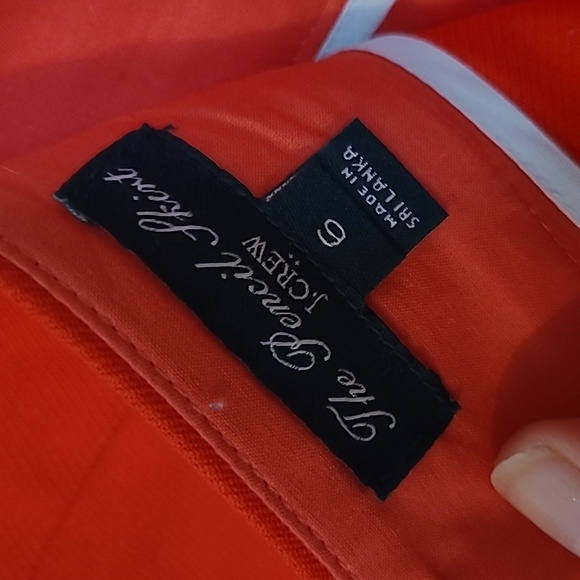 The Pencil Skirt
J.CREW
6
MADE IN
SRI LANKA